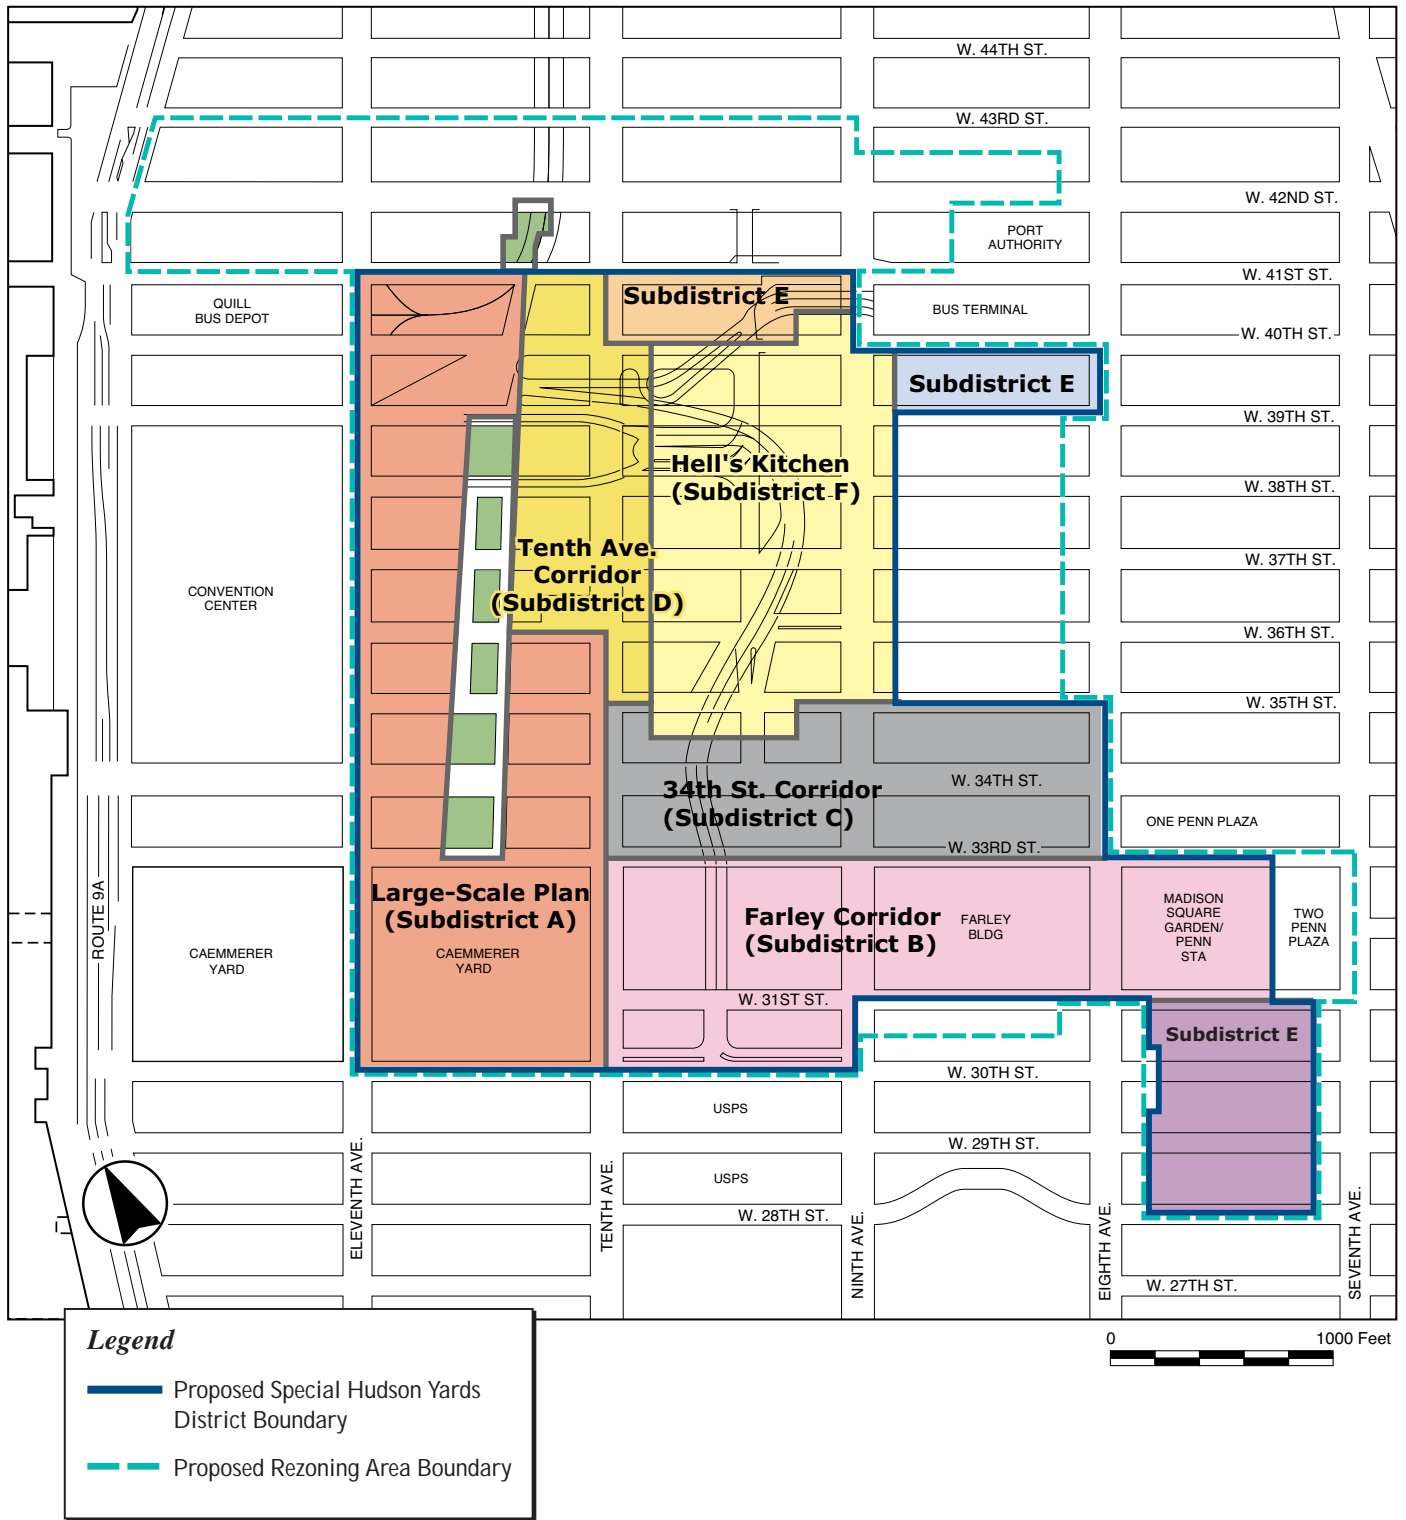 W. 44TH ST.
W. 43RD ST.
W. 42ND ST.
PORT
AUTHORITY
W. 41ST ST.
QUILL
BUS DEPOT
Subdistrict E
BUS TERMINAL
W. 40TH ST.
Subdistrict E
W. 39TH ST.
Hell's Kitchen
(Subdistrict F)
W. 38TH ST.
Tenth Ave.
Corridor
(Subdistrict D)
W. 37TH ST.
CONVENTION
CENTER
W. 36TH ST.
W. 35TH ST.
34th St. Corridor
(Subdistrict C)
W. 34TH ST.
ONE PENN PLAZA
W. 33RD ST.
Large-Scale Plan
(Subdistrict A)
Farley Corridor
(Subdistrict B)
FARLEY
BLDG
MADISON
SQUARE
GARDEN/
PENN
STA
TWO
PENN
PLAZA
ROUTE 9A
CAEMMERER
YARD
CAEMMERER
YARD
W. 31ST ST.
Subdistrict E
W. 30TH ST.
USPS
W. 29TH ST.
USPS
W. 28TH ST.
ELEVENTH AVE.
TENTH AVE.
NINTH AVE.
EIGHTH AVE.
SEVENTH AVE.
W. 27TH ST.
0 1000 Feet
Legend
Proposed Special Hudson Yards
District Boundary
Proposed Rezoning Area Boundary